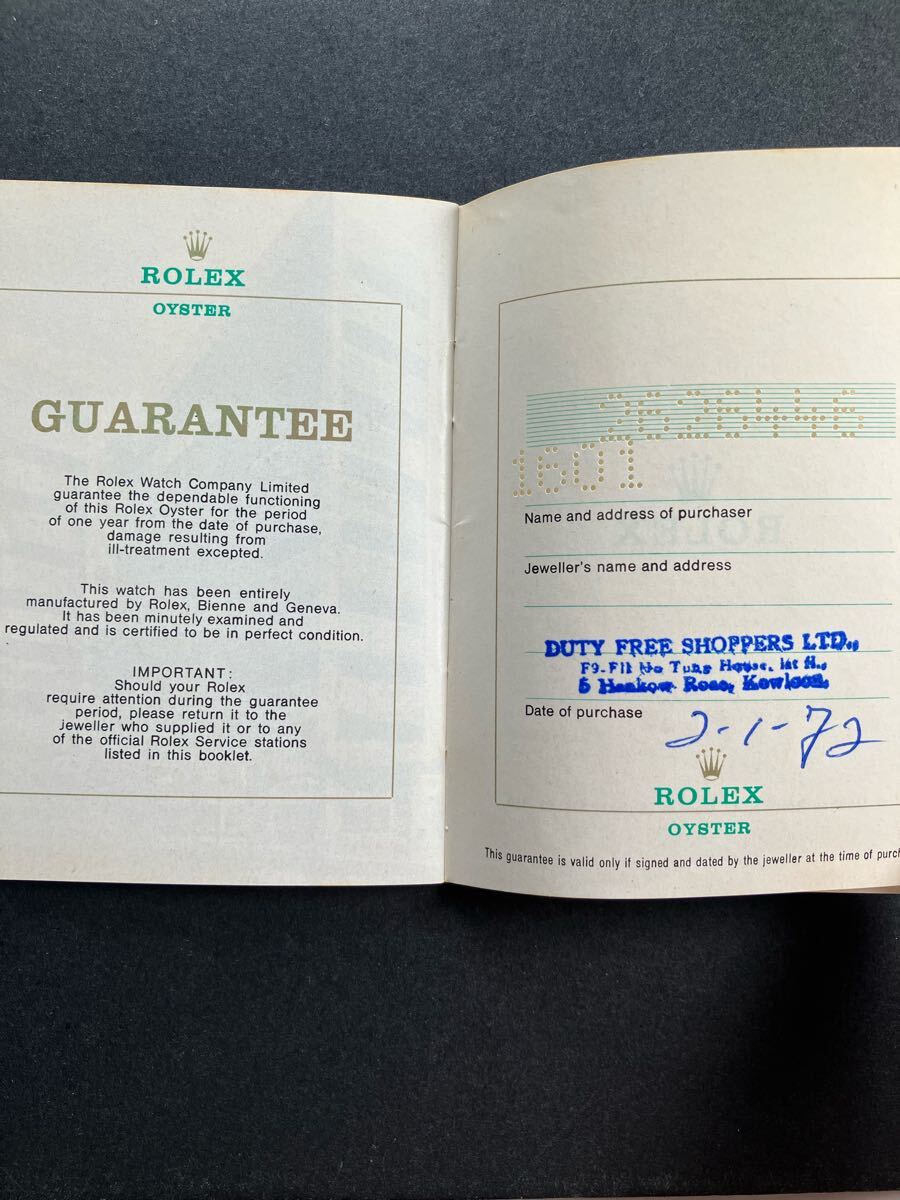 ROLEX
OYSTER
GUARANTEE
The Rolex Watch Company Limited
guarantee the dependable functioning
of this Rolex Oyster for the period
of one year from the date of purchase,
damage resulting from
ill-treatment excepted.
This watch has been entirely
manufactured by Rolex, Bienne and Geneva.
It has been minutely examined and
regulated and is certified to be in perfect condition.
IMPORTANT:
Should your Rolex
require attention during the guarantee
period, please return it to the
jeweller who supplied it or to any
of the official Rolex Service stations
listed in this booklet.
1601
Name and address of purchaser
Jeweller's name and address
DUTY FREE SHOPPERS LTD.,
House,
5 Hankow Road, Kowloon.
Date of purchase
2-1-72
ROLEX
OYSTER
This guarantee is valid only if signed and dated by the jeweller at the time of